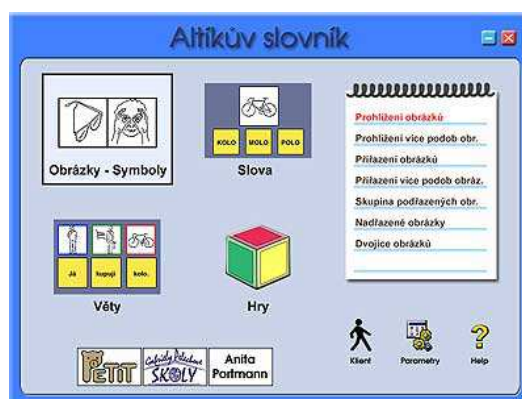 Altíkův slovník
Obrázky - Symboly
KOLO MOLO POLO
Slova
Prohlížení obrázků
Prohlížení více podob obr.
Přiřazení obrázků
Přiřazení více podob obráz.
Skupina podřazených obr.
Nadřazené obrázky
Dvojice obrázků
Já kupuji kolo.
Věty
Hry
Klient
Parametry
Help
PETIT
ŠKOLY
Anita
Portmann